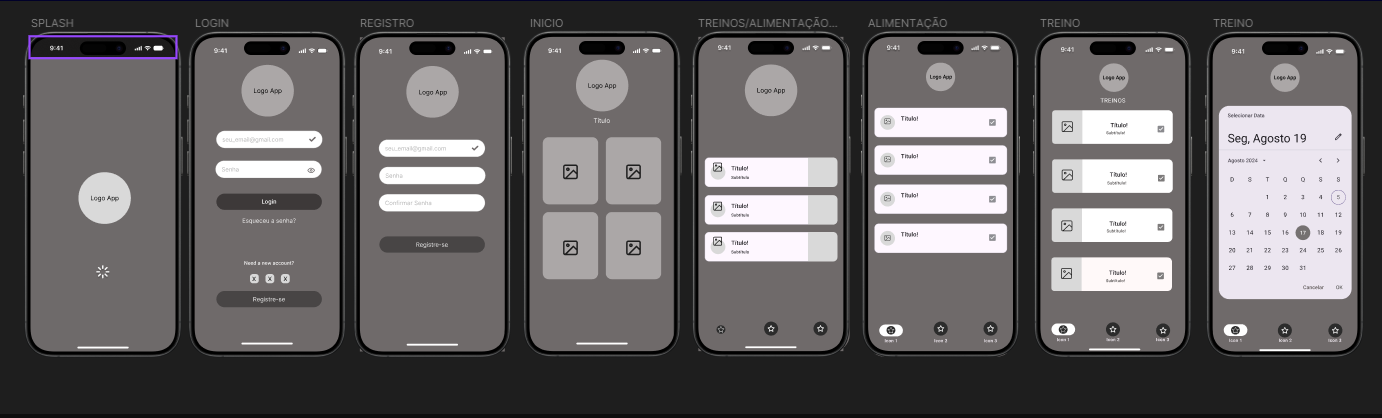 SPLASH
9:41
Logo App
LOGIN
9:41
Logo App
seu_email@gmail.com
Senha
Login
Esqueceu a senha?
Need a new account?
X X X
Registre-se
REGISTRO
9:41
Logo App
seu_email@gmail.com
Senha
Confirmar Senha
Registre-se
INICIO
9:41
Logo App
Título
TREINOS/ALIMENTAÇÃO...
9:41
Logo App
Título!
Subtítulo
Título!
Subtítulo
Título!
Subtítulo
ALIMENTAÇÃO
9:41
Logo App
Título!
Título!
Título!
Título!
Icon 1 Icon 2 Icon 3
TREINO
9:41
Logo App
TREINOS
Título!
Subtítulo!
Título!
Subtítulo!
Título!
Subtítulo!
Título!
Subtítulo!
Icon 1 Icon 2 Icon 3
TREINO
9:41
Logo App
Selecionar Data
Seg, Agosto 19
Agosto 2024
D S T Q Q S S
1 2 3 4 5
6 7 8 9 10 11 12
13 14 15 16 17 18 19
20 21 22 23 24 25 26
27 28 29 30 31
Cancelar OK
Icon 1 Icon 2 Icon 3